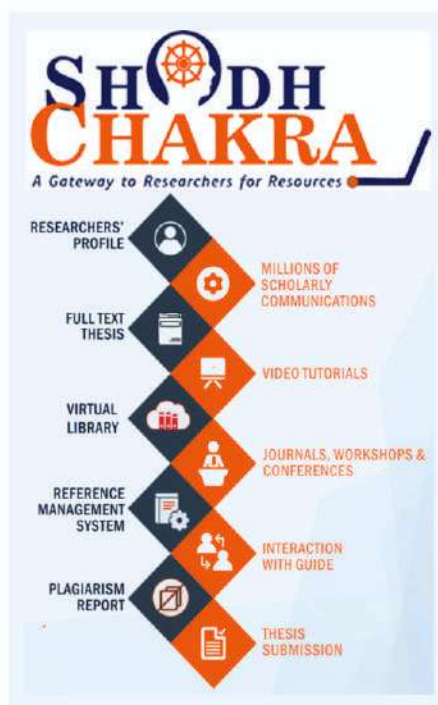 SHODH
CHAKRA
A Gateway to Researchers for Resources
RESEARCHERS'
PROFILE
MILLIONS OF
SCHOLARLY
COMMUNICATIONS
FULL TEXT
THESIS
VIDEO TUTORIALS
VIRTUAL
LIBRARY
JOURNALS, WORKSHOPS &
CONFERENCES
REFERENCE
MANAGEMENT
SYSTEM
INTERACTION
WITH GUIDE
PLAGIARISM
REPORT
THESIS
SUBMISSION